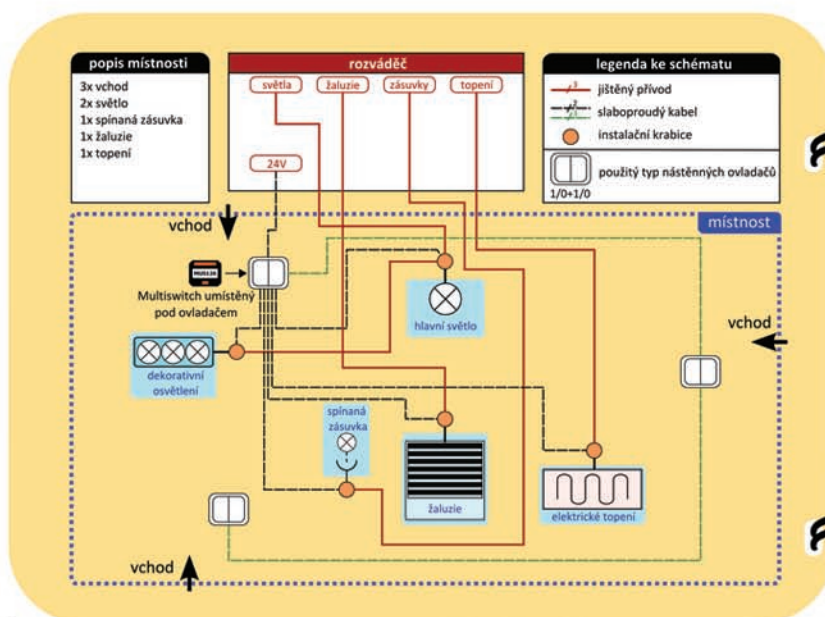 popis místnosti
3x vchod
2x světlo
1x spínaná zásuvka
1x žaluzie
1x topení
rozváděč
světla
žaluzie
zásuvky
topení
24V
legenda ke schématu
3
jištěný přívod
2
slaboproudý kabel
instalační krabice
použitý typ nástěnných ovladačů
1/0+1/0
místnost
vchod
Multiswitch umístěný
pod ovladačem
hlavní světlo
vchod
dekorativní
osvětlení
spínaná
zásuvka
žaluzie
elektrické topení
vchod